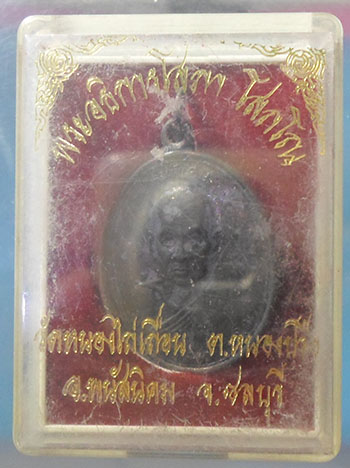 พระอธิการโสภา โสภโณ
วัดหนองไผ่เสือน ต.หนองปรือ
อ.พนัสนิคม จ.ชลบุรี